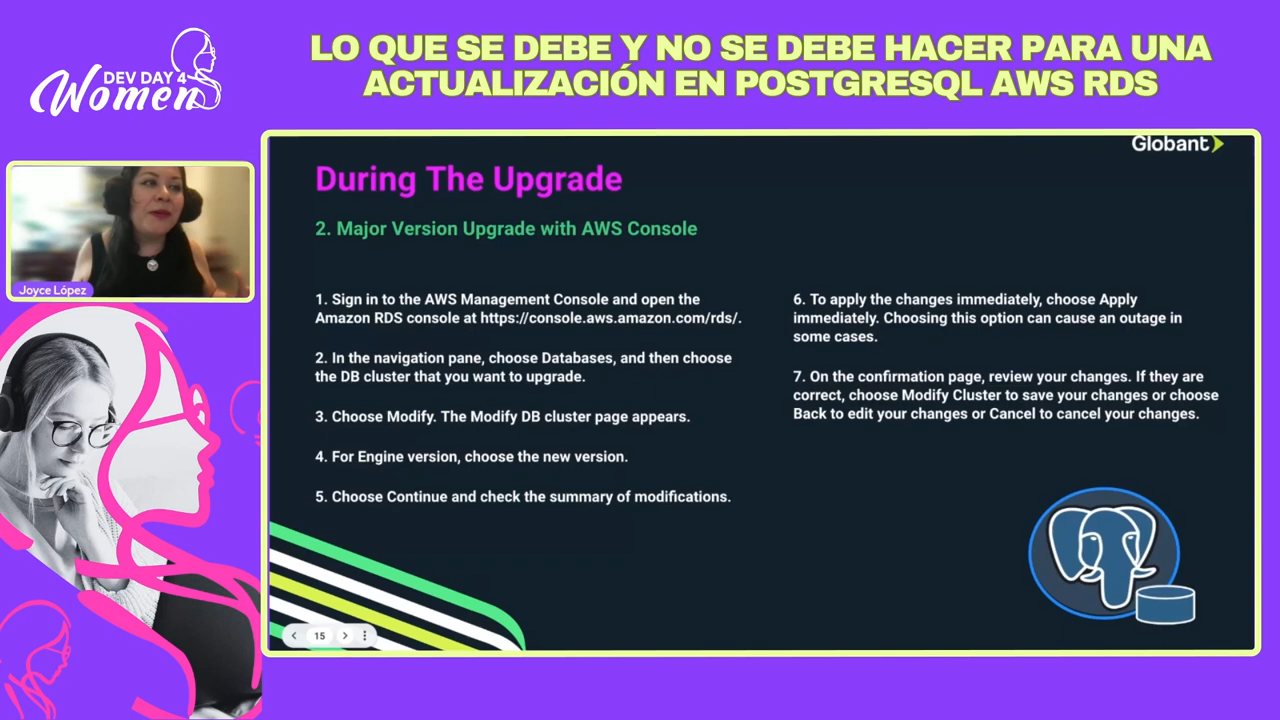 DEV DAY 4
Women
LO QUE SE DEBE Y NO SE DEBE HACER PARA UNA
ACTUALIZACIÓN EN POSTGRESQL AWS RDS
Joyce López
Globant
During The Upgrade
2. Major Version Upgrade with AWS Console
1. Sign in to the AWS Management Console and open the
Amazon RDS console at https://console.aws.amazon.com/rds/.
2. In the navigation pane, choose Databases, and then choose
the DB cluster that you want to upgrade.
3. Choose Modify. The Modify DB cluster page appears.
4. For Engine version, choose the new version.
5. Choose Continue and check the summary of modifications.
6. To apply the changes immediately, choose Apply
immediately. Choosing this option can cause an outage in
some cases.
7. On the confirmation page, review your changes. If they are
correct, choose Modify Cluster to save your changes or choose
Back to edit your changes or Cancel to cancel your changes.
15